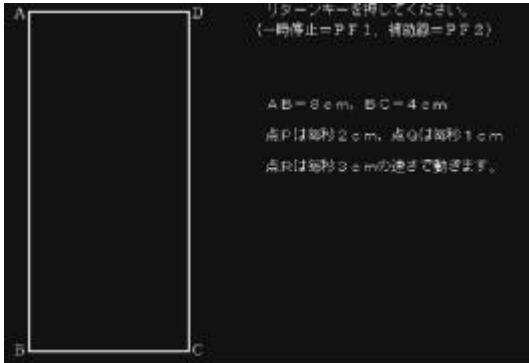 A
D
リターンキーを押してください。
(一時停止=PF1, 補助線=PF2)
AB=8cm, BC=4cm
点Pは毎秒2cm, 点Qは毎秒1cm
点Rは毎秒3cmの速さで動きます。
B
C